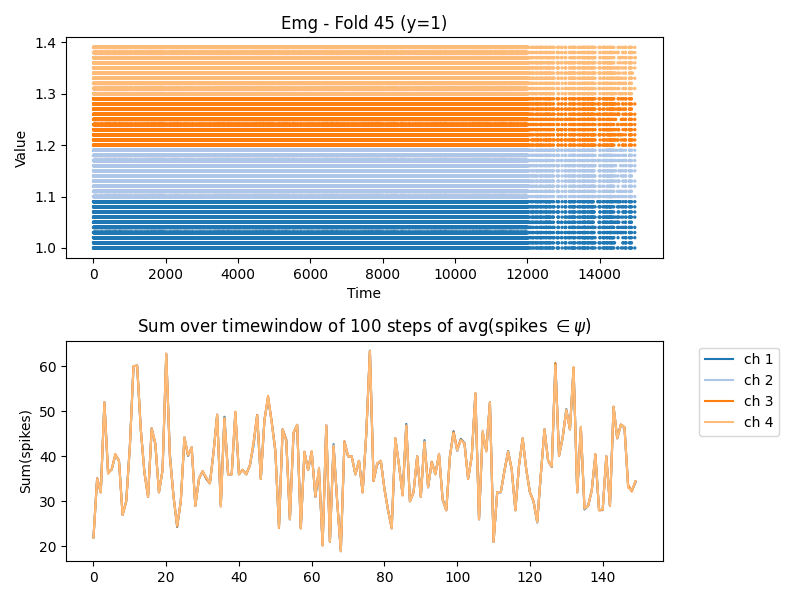 Emg - Fold 45 (y=1)
Value
1.4
1.3
1.2
1.1
1.0
0 2000 4000 6000 8000 10000 12000 14000
Time
Sum over timewindow of 100 steps of avg(spikes ∈ ψ)
Sum(spikes)
60
50
40
30
20
0 20 40 60 80 100 120 140
ch 1
ch 2
ch 3
ch 4